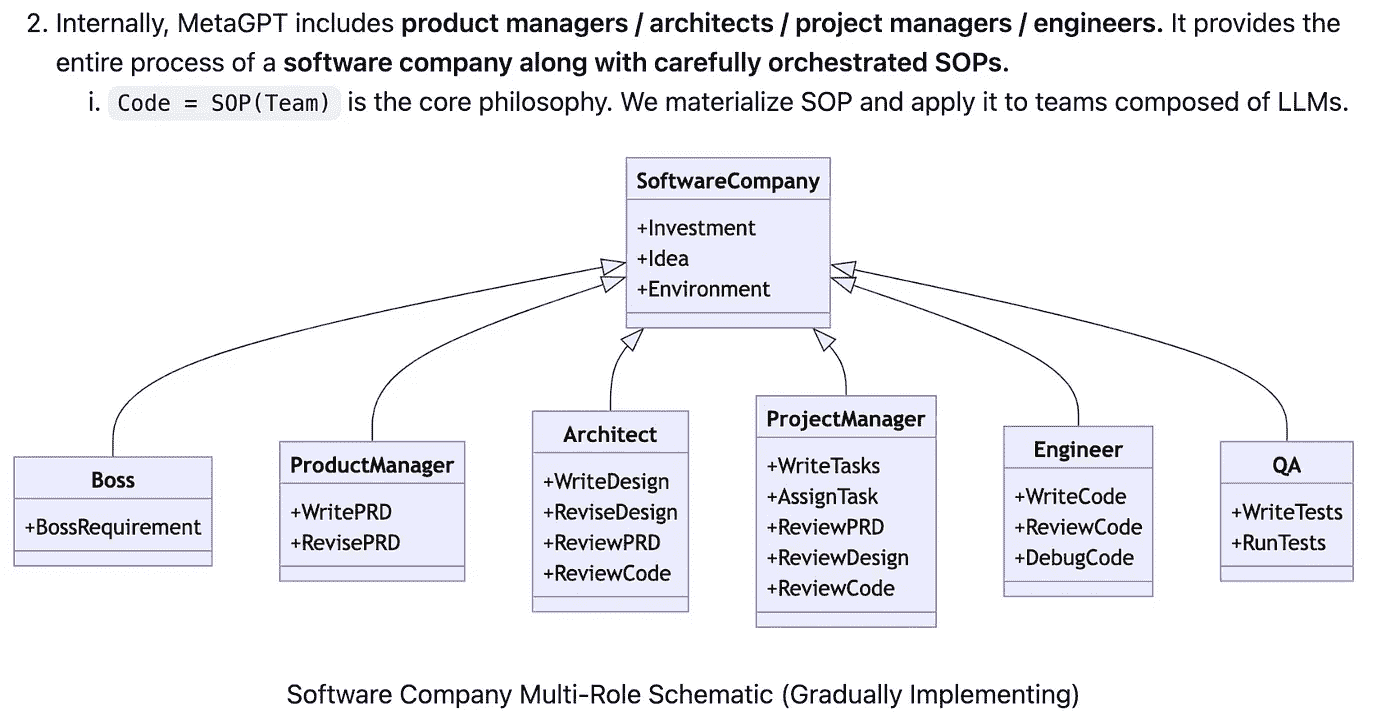 2. Internally, MetaGPT includes product managers / architects / project managers / engineers. It provides the
entire process of a software company along with carefully orchestrated SOPs.
i. Code = SOP(Team) is the core philosophy. We materialize SOP and apply it to teams composed of LLMs.
SoftwareCompany
+Investment
+Idea
+Environment
Boss
+BossRequirement
ProductManager
+WritePRD
+RevisePRD
Architect
+WriteDesign
+ReviseDesign
+ReviewPRD
+ReviewCode
ProjectManager
+WriteTasks
+AssignTask
+ReviewPRD
+ReviewDesign
+ReviewCode
Engineer
+WriteCode
+ReviewCode
+DebugCode
QA
+WriteTests
+RunTests
Software Company Multi-Role Schematic (Gradually Implementing)